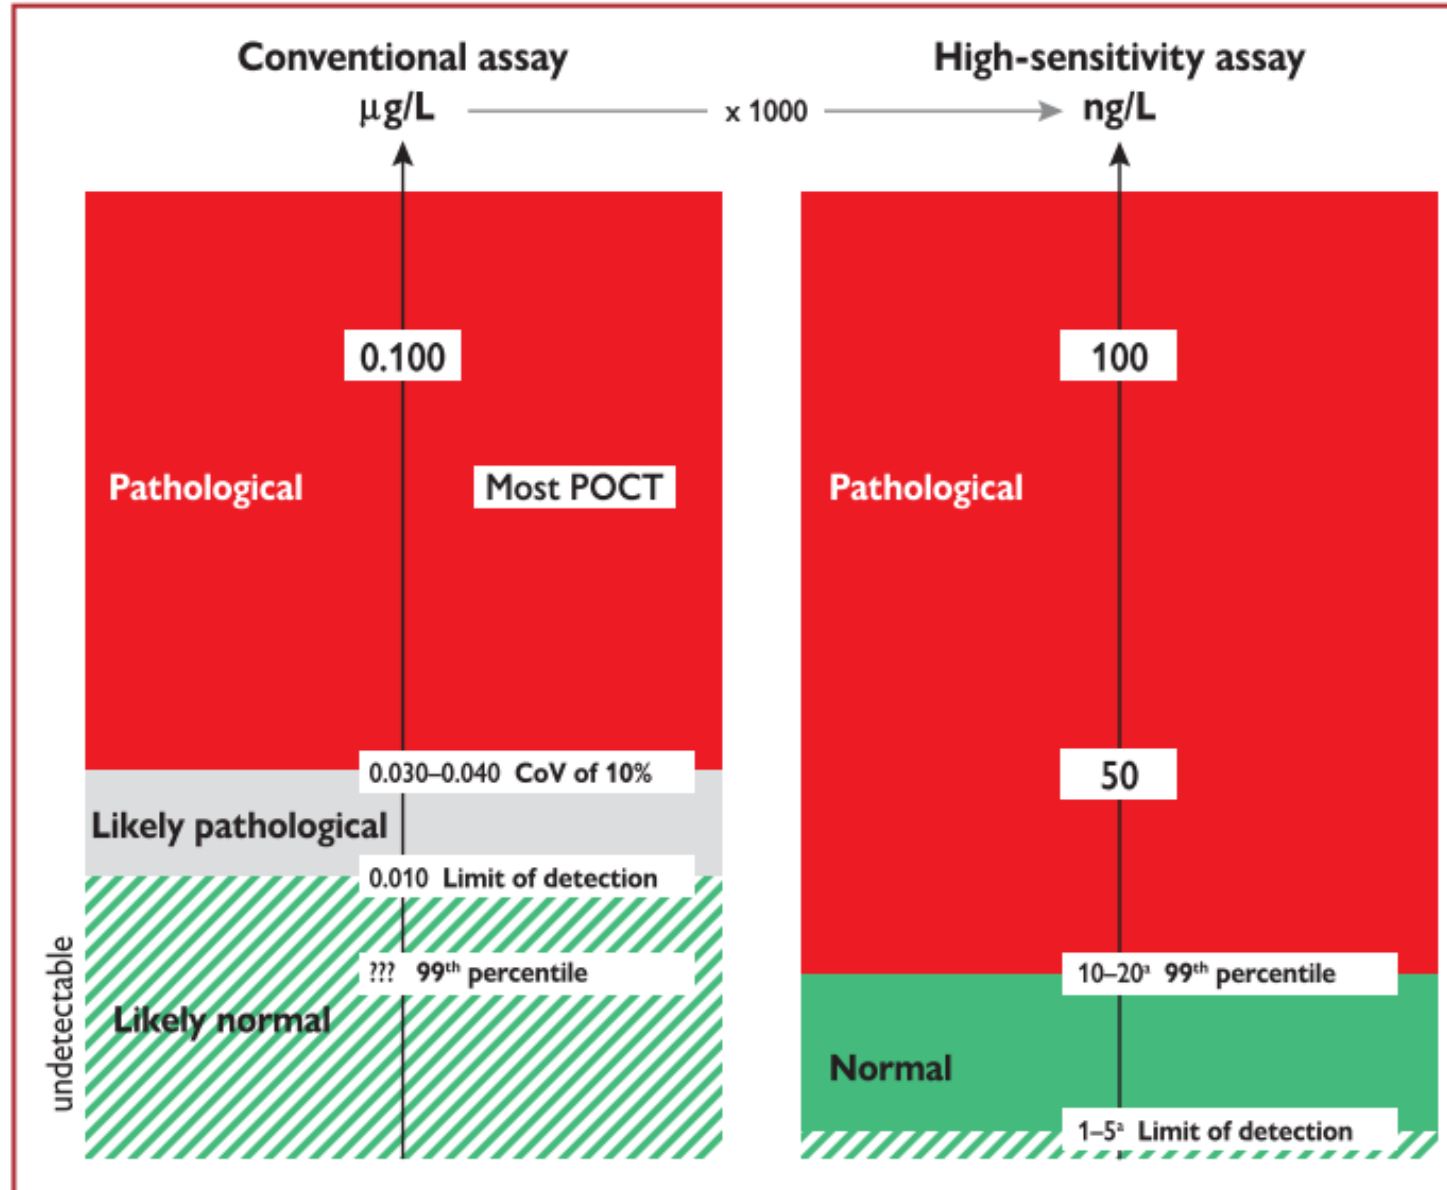 Conventional assay
μg/L
x 1000
High-sensitivity assay
ng/L
0.100
Pathological
Most POCT
0.030–0.040 CoV of 10%
Likely pathological
0.010 Limit of detection
??? 99th percentile
Likely normal
undetectable
100
Pathological
50
10–20ª 99th percentile
Normal
1–5ª Limit of detection